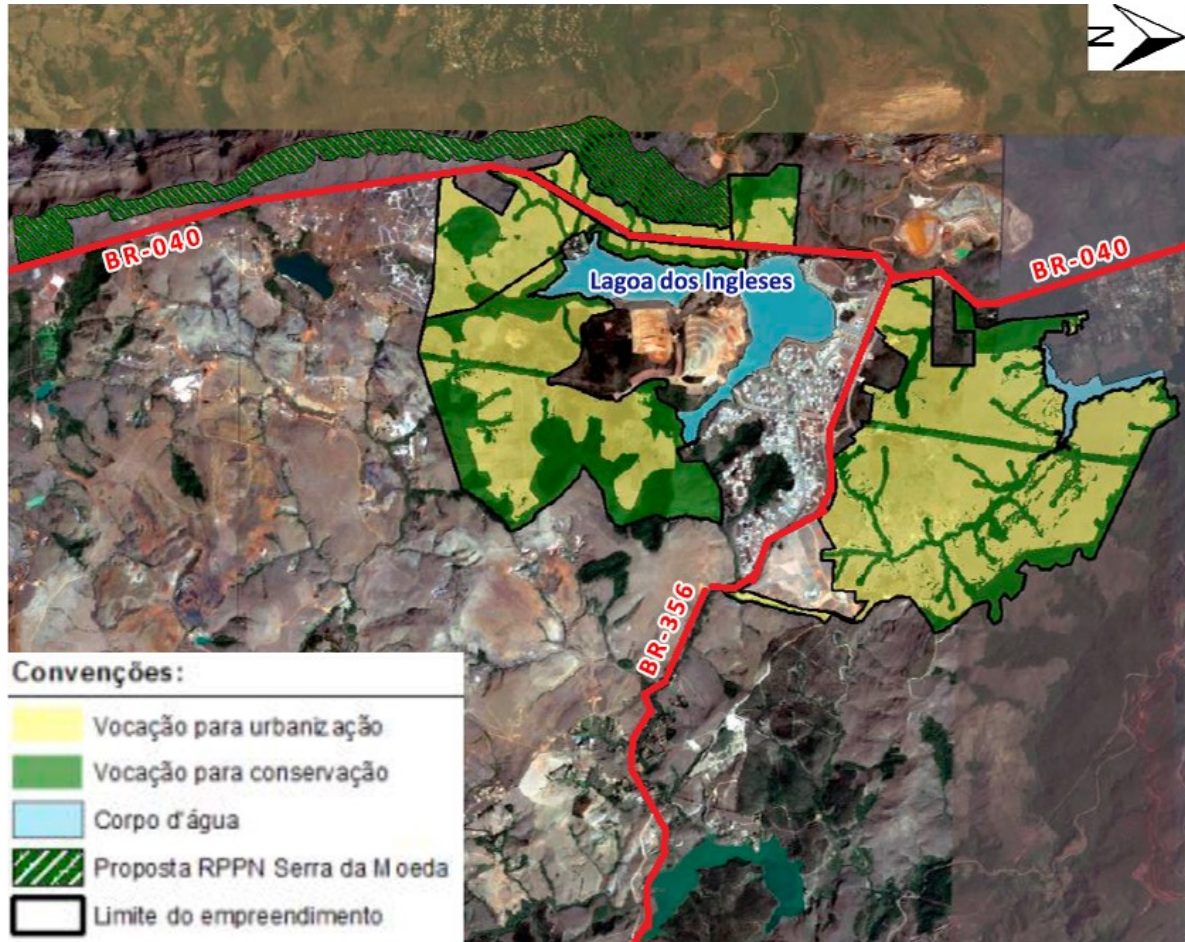 N
BR-040
Lagoa dos Ingleses
BR-040
BR-356
Convenções:
Vocação para urbanização
Vocação para conservação
Corpo d'água
Proposta RPPN Serra da Moeda
Limite do empreendimento